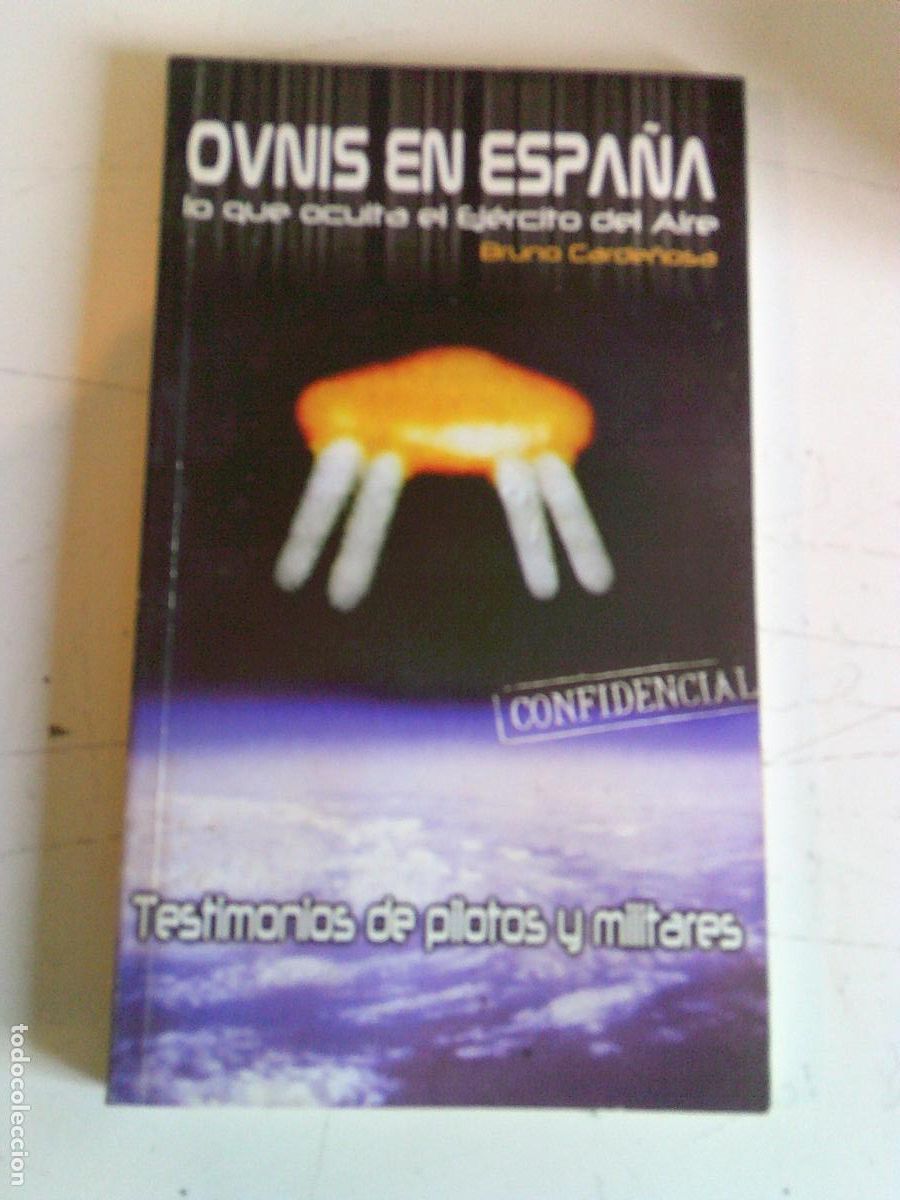 OVNIS EN ESPAÑA
lo que oculta el Ejército del Aire
Bruno Cardeñosa
CONFIDENCIAL
Testimonios de pilotos y militares
todocoleccion